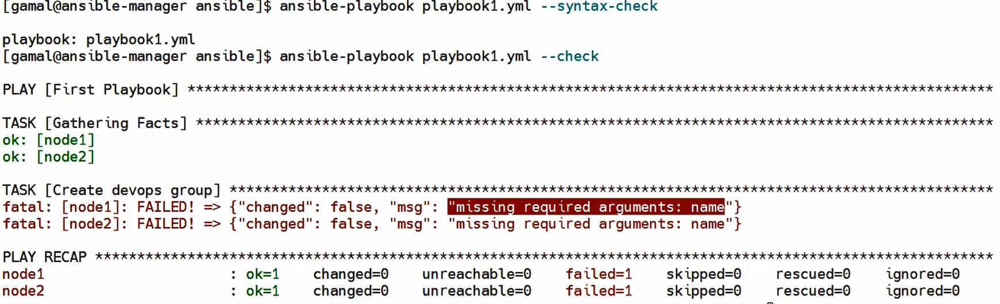 [gamal@ansible-manager ansible]$ ansible-playbook playbook1.yml --syntax-check
playbook: playbook1.yml
[gamal@ansible-manager ansible]$ ansible-playbook playbook1.yml --check
PLAY [First Playbook] ************************************************************************************************
TASK [Gathering Facts] ***********************************************************************************************
ok: [node1]
ok: [node2]
TASK [Create devops group] *******************************************************************************************
fatal: [node1]: FAILED! => {"changed": false, "msg": "missing required arguments: name"}
fatal: [node2]: FAILED! => {"changed": false, "msg": "missing required arguments: name"}
PLAY RECAP ***********************************************************************************************************
node1 : ok=1 changed=0 unreachable=0 failed=1 skipped=0 rescued=0 ignored=0
node2 : ok=1 changed=0 unreachable=0 failed=1 skipped=0 rescued=0 ignored=0